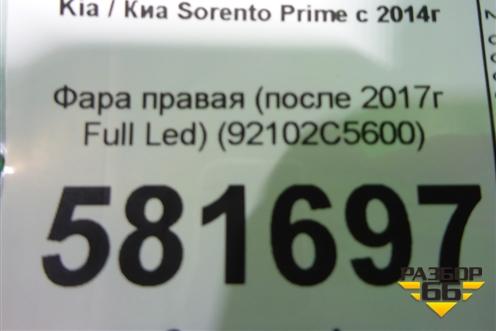 Kia / Киа Sorento Prime с 2014г
Фара правая (после 2017г
Full Led) (92102C5600)
581697
РАЗБОР
66